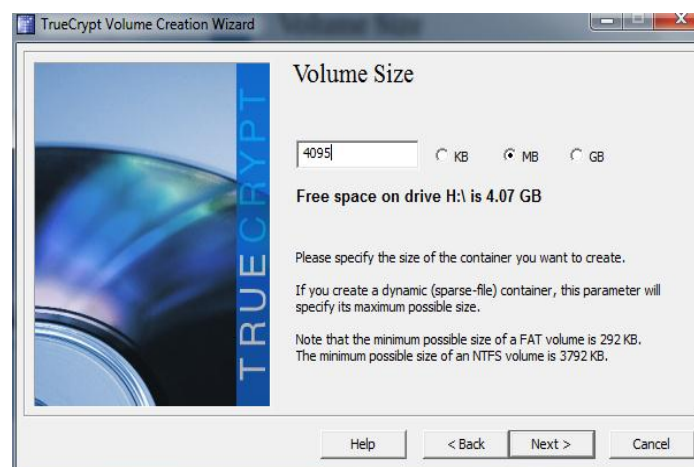 TrueCrypt Volume Creation Wizard
Volume Size
TRUECRYPT
4095
KB MB GB
Free space on drive H:\ is 4.07 GB
Please specify the size of the container you want to create.
If you create a dynamic (sparse-file) container, this parameter will
specify its maximum possible size.
Note that the minimum possible size of a FAT volume is 292 KB.
The minimum possible size of an NTFS volume is 3792 KB.
Help < Back Next > Cancel